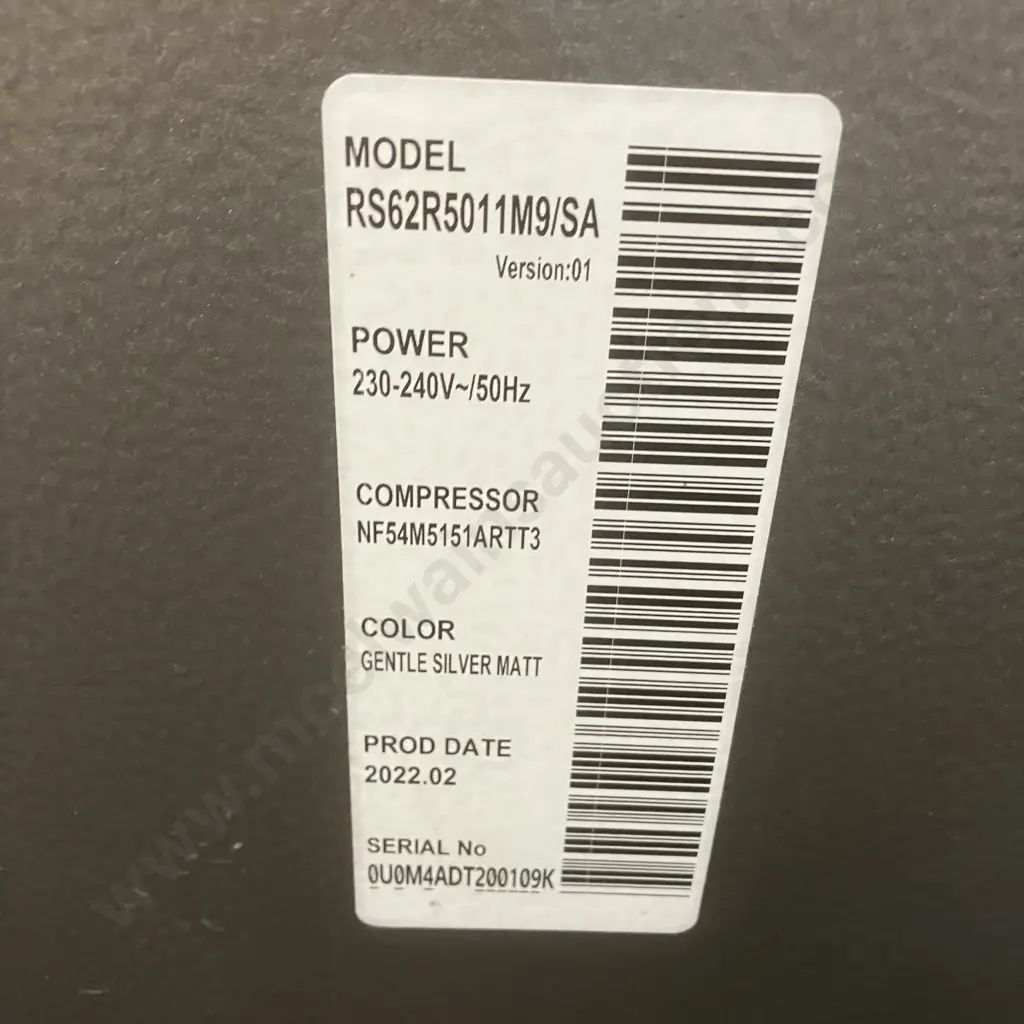 MODEL
RS62R5011M9/SA
Version:01
POWER
230-240V~/50Hz
COMPRESSOR
NF54M5151ARTT3
COLOR
GENTLE SILVER MATT
PROD DATE
2022.02
SERIAL No
0U0M4ADT200109K